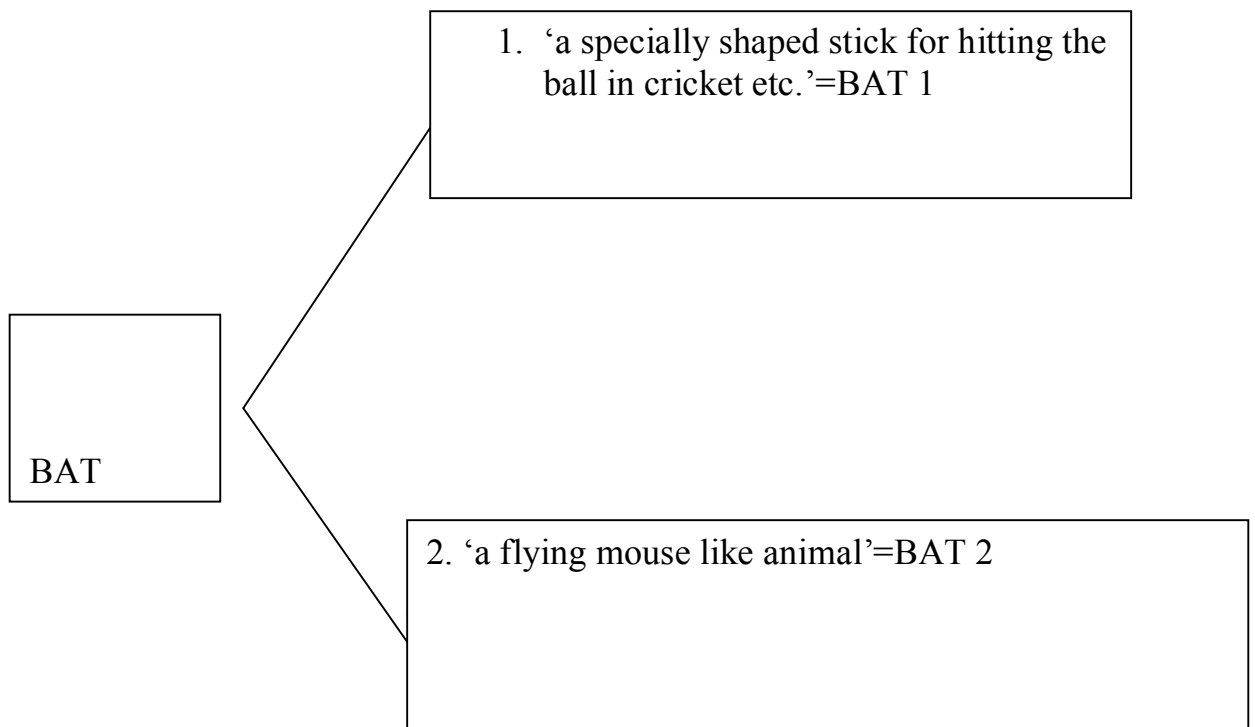 1. ‘a specially shaped stick for hitting the
ball in cricket etc.’=BAT 1
BAT
2. ‘a flying mouse like animal’=BAT 2